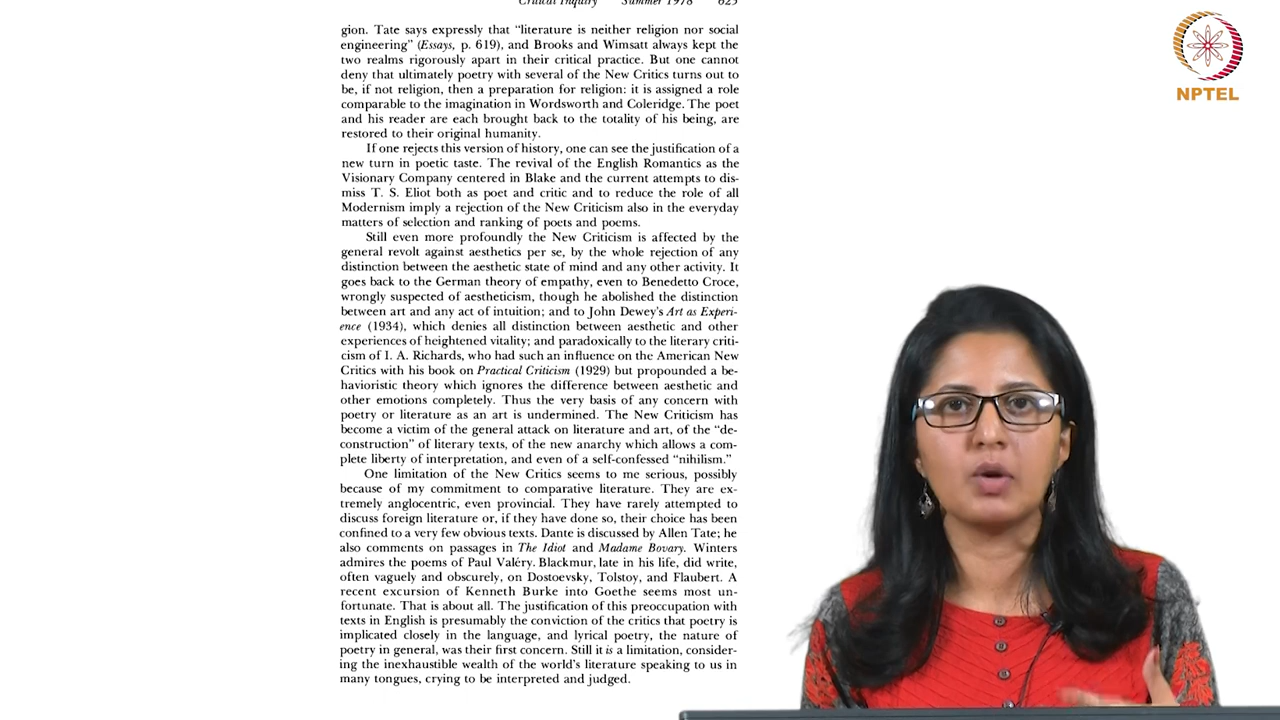 Critical Inquiry Summer 1978 623
gion. Tate says expressly that “literature is neither religion nor social
engineering” (Essays, p. 619), and Brooks and Wimsatt always kept the
two realms rigorously apart in their critical practice. But one cannot
deny that ultimately poetry with several of the New Critics turns out to
be, if not religion, then a preparation for religion: it is assigned a role
comparable to the imagination in Wordsworth and Coleridge. The poet
and his reader are each brought back to the totality of his being, are
restored to their original humanity.
If one rejects this version of history, one can see the justification of a
new turn in poetic taste. The revival of the English Romantics as the
Visionary Company centered in Blake and the current attempts to dis-
miss T. S. Eliot both as poet and critic and to reduce the role of all
Modernism imply a rejection of the New Criticism also in the everyday
matters of selection and ranking of poets and poems.
Still even more profoundly the New Criticism is affected by the
general revolt against aesthetics per se, by the whole rejection of any
distinction between the aesthetic state of mind and any other activity. It
goes back to the German theory of empathy, even to Benedetto Croce,
wrongly suspected of aestheticism, though he abolished the distinction
between art and any act of intuition; and to John Dewey's Art as Experi-
ence (1934), which denies all distinction between aesthetic and other
experiences of heightened vitality; and paradoxically to the literary criti-
cism of I. A. Richards, who had such an influence on the American New
Critics with his book on Practical Criticism (1929) but propounded a be-
havioristic theory which ignores the difference between aesthetic and
other emotions completely. Thus the very basis of any concern with
poetry or literature as an art is undermined. The New Criticism has
become a victim of the general attack on literature and art, of the “de-
construction” of literary texts, of the new anarchy which allows a com-
plete liberty of interpretation, and even of a self-confessed “nihilism.”
One limitation of the New Critics seems to me serious, possibly
because of my commitment to comparative literature. They are ex-
tremely anglocentric, even provincial. They have rarely attempted to
discuss foreign literature or, if they have done so, their choice has been
confined to a very few obvious texts. Dante is discussed by Allen Tate; he
also comments on passages in The Idiot and Madame Bovary. Winters
admires the poems of Paul Valéry. Blackmur, late in his life, did write,
often vaguely and obscurely, on Dostoevsky, Tolstoy, and Flaubert. A
recent excursion of Kenneth Burke into Goethe seems most un-
fortunate. That is about all. The justification of this preoccupation with
texts in English is presumably the conviction of the critics that poetry is
implicated closely in the language, and lyrical poetry, the nature of
poetry in general, was their first concern. Still it is a limitation, consider-
ing the inexhaustible wealth of the world's literature speaking to us in
many tongues, crying to be interpreted and judged.
NPTEL